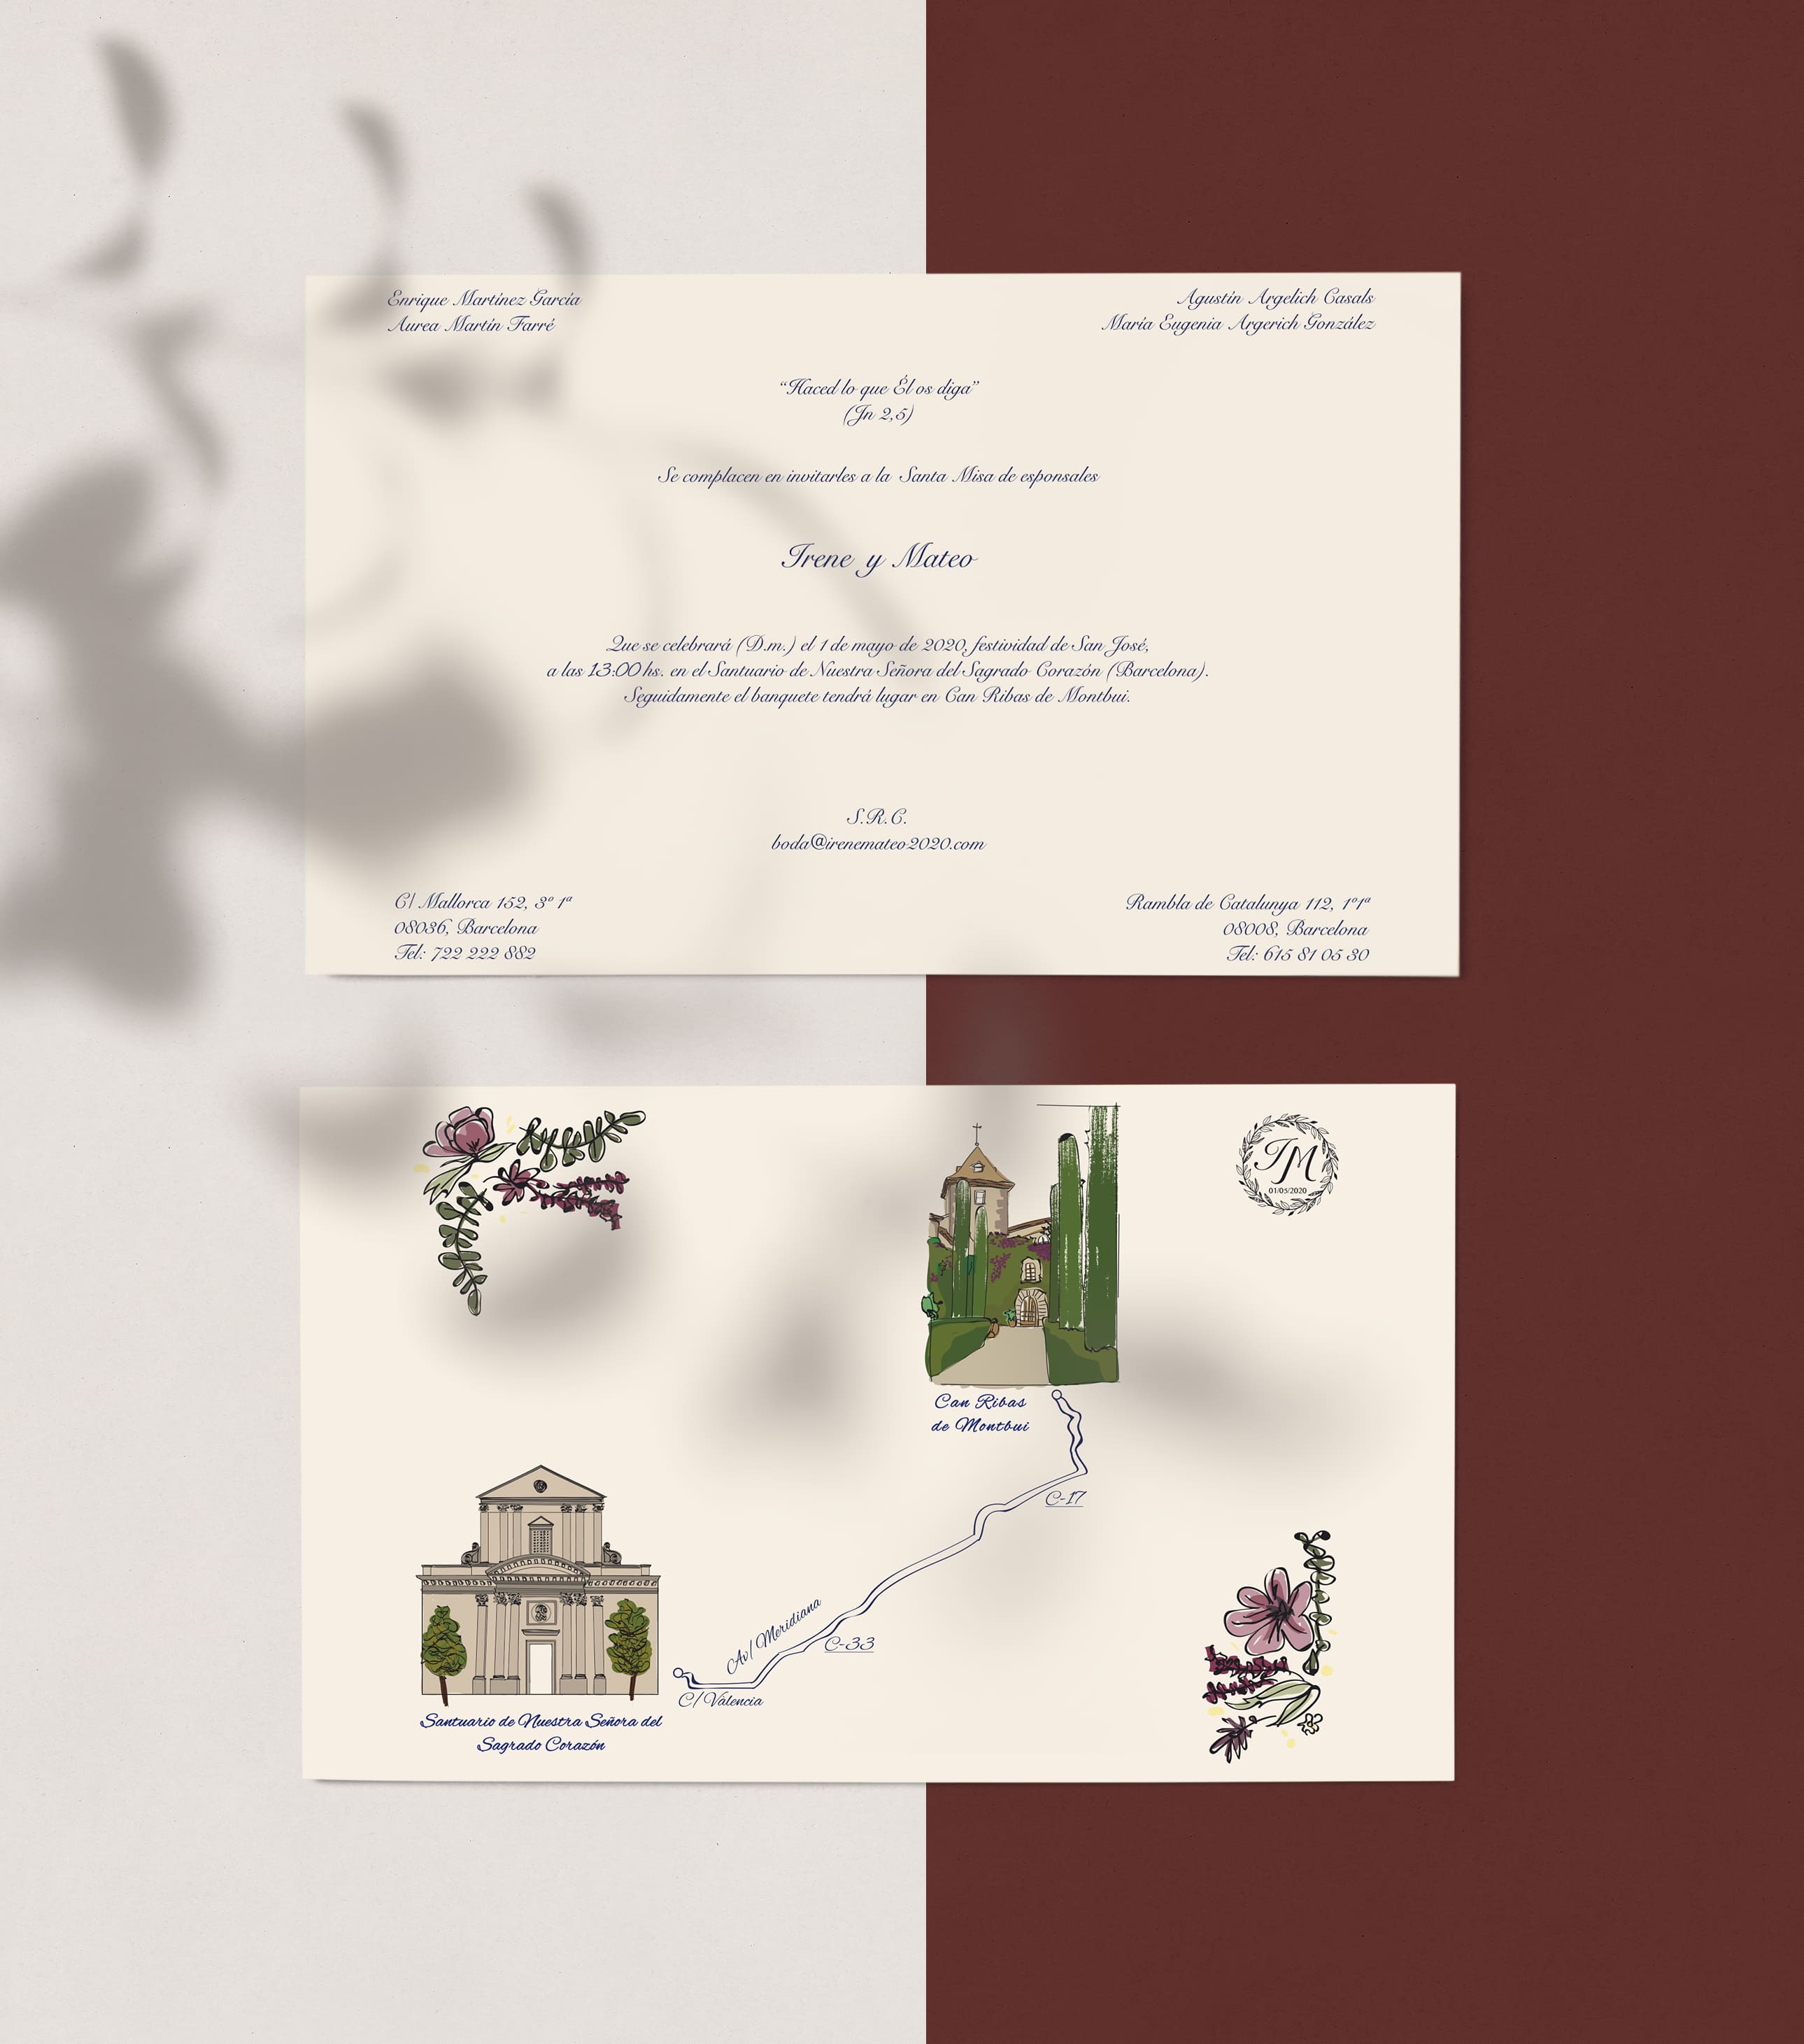 Enrique Martínez García
Aurea Martín Farré
Agustín Argelich Casals
María Eugenia Argerich González
“Haced lo que Él os diga”
(Jn 2,5)
Se complacen en invitarles a la Santa Misa de esponsales
Irene y Mateo
Que se celebrará (D.m.) el 1 de mayo de 2020, festividad de San José,
a las 13:00 hs. en el Santuario de Nuestra Señora del Sagrado Corazón (Barcelona).
Seguidamente el banquete tendrá lugar en Can Ribas de Montbui.
S.R.C.
boda@irenemateo2020.com
C/ Mallorca 152, 3º 1ª
08036, Barcelona
Tel: 722 222 882
Rambla de Catalunya 112, 1º1ª
08008, Barcelona
Tel: 615 81 05 30
IM
01/05/2020
Can Ribas
de Montbui
C-17
Av/ Meridiana
C-33
C/ Valencia
Santuario de Nuestra Señora del
Sagrado Corazón